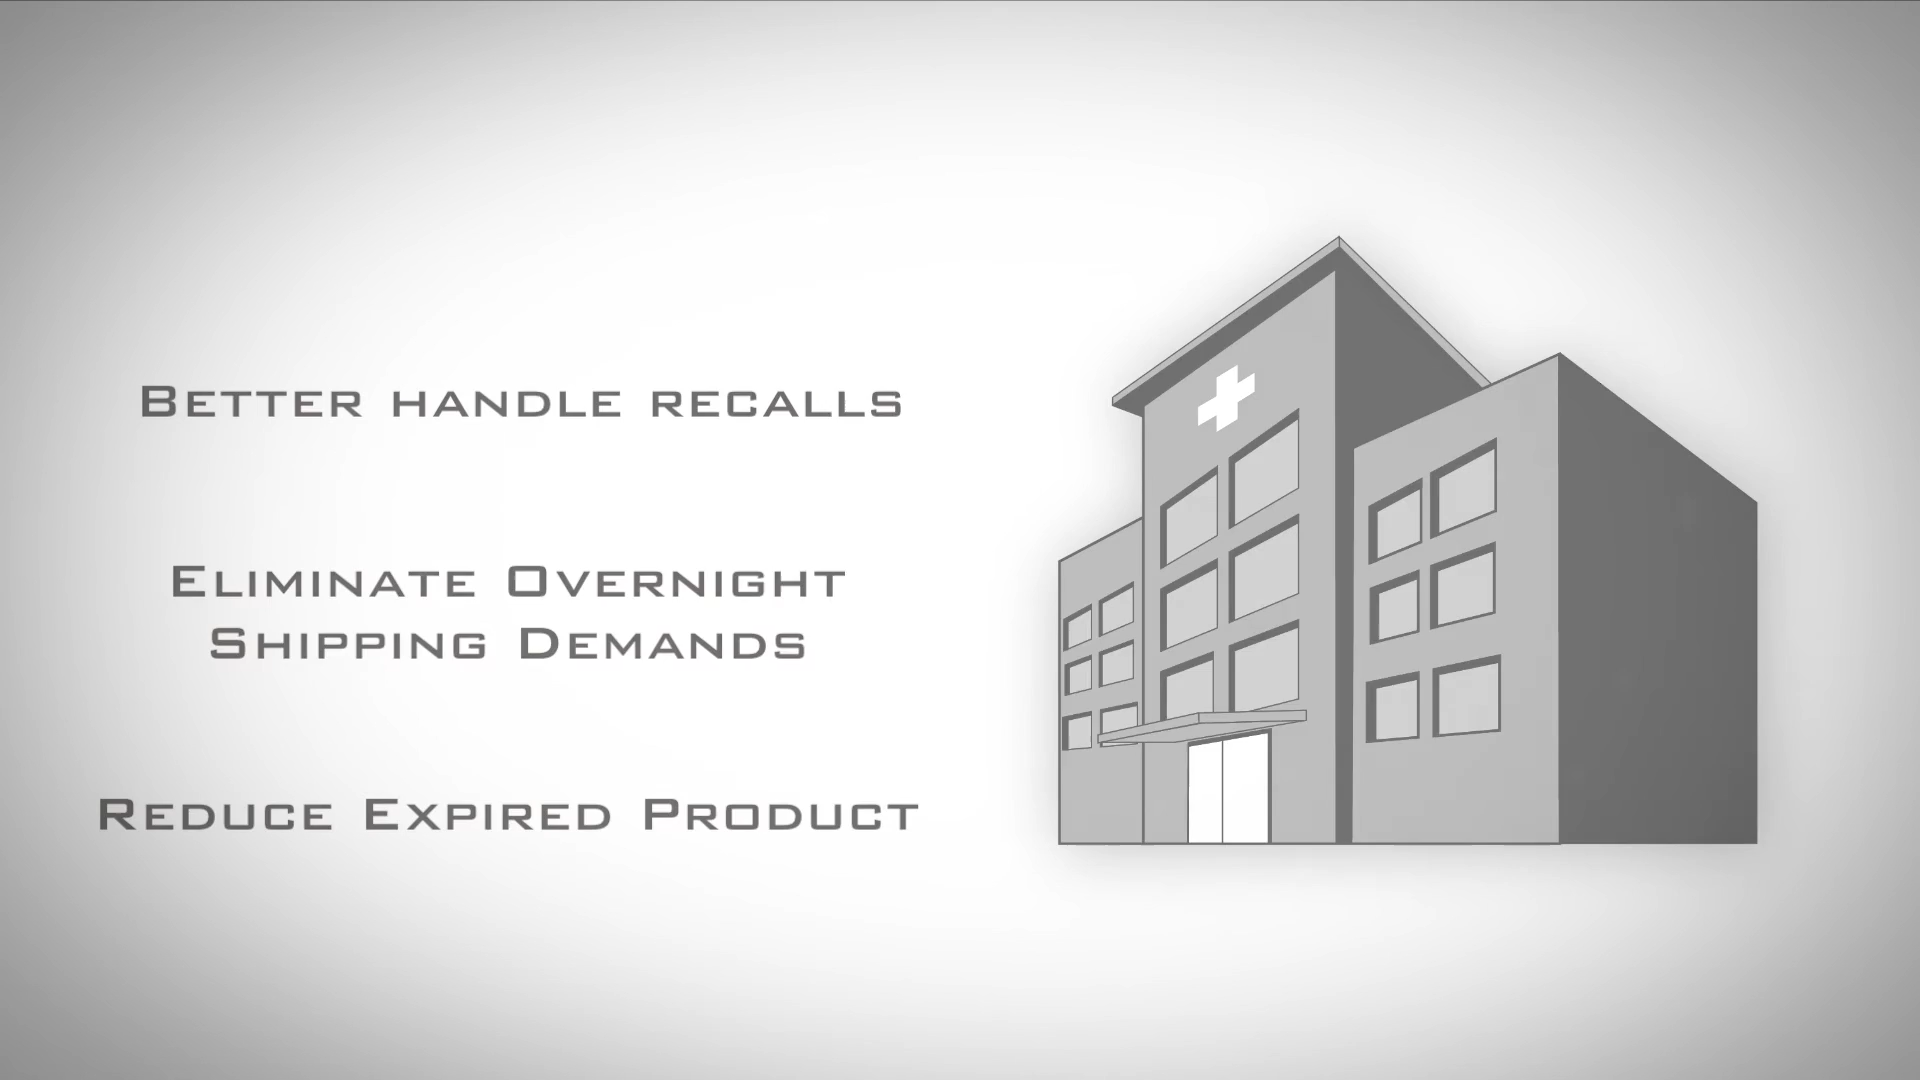 Better handle recalls
Eliminate Overnight
Shipping Demands
Reduce Expired Product